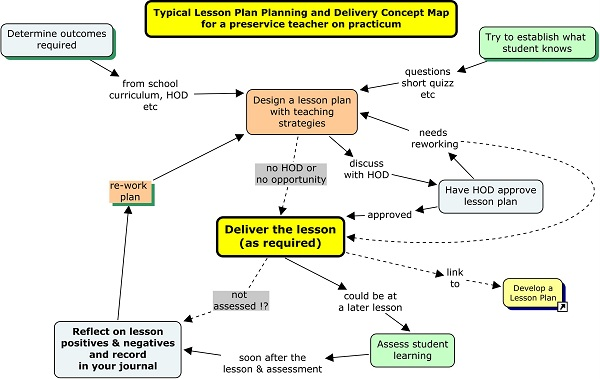 Typical Lesson Plan Planning and Delivery Concept Map
for a preservice teacher on practicum
Determine outcomes
required
Try to establish what
student knows
from school
curriculum, HOD
etc
questions
short quizz
etc
Design a lesson plan
with teaching
strategies
needs
reworking
no HOD or
no opportunity
discuss
with HOD
re-work
plan
Have HOD approve
lesson plan
approved
Deliver the lesson
(as required)
link
to
Develop a
Lesson Plan
not
assessed !?
could be at
a later lesson
Reflect on lesson
positives & negatives
and record
in your journal
soon after the
lesson & assessment
Assess student
learning